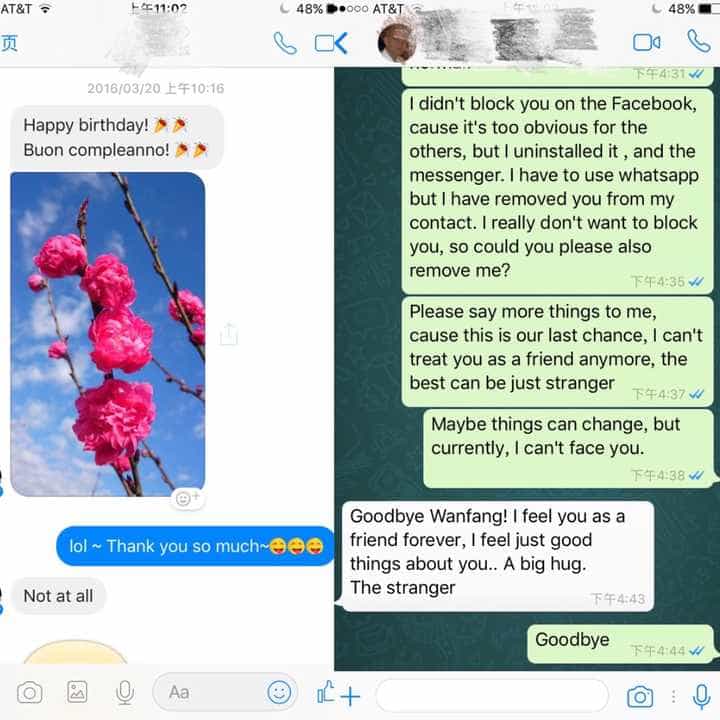 AT&T
上午11:02
48%
页
2016/03/20 上午10:16
Happy birthday! 🎉🎉
Buon compleanno! 🎉🎉
lol ~ Thank you so much~😋😋😋
Not at all
Aa
AT&T
48%
下午4:31
I didn't block you on the Facebook,
cause it's too obvious for the
others, but I uninstalled it , and the
messenger. I have to use whatsapp
but I have removed you from my
contact. I really don't want to block
you, so could you please also
remove me?
下午4:35
Please say more things to me,
cause this is our last chance, I can't
treat you as a friend anymore, the
best can be just stranger
下午4:37
Maybe things can change, but
currently, I can't face you.
下午4:38
Goodbye Wanfang! I feel you as a
friend forever, I feel just good
things about you.. A big hug.
The stranger
下午4:43
Goodbye
下午4:44